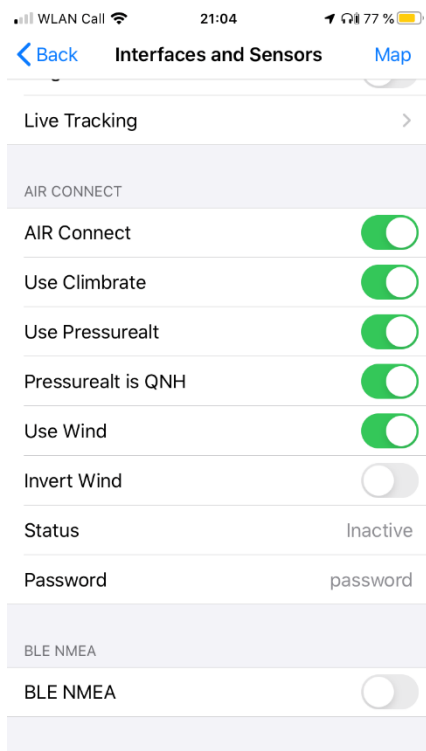 WLAN Call 21:04 77 %
Back Interfaces and Sensors Map
Live Tracking
AIR CONNECT
AIR Connect
Use Climbrate
Use Pressurealt
Pressurealt is QNH
Use Wind
Invert Wind
Status Inactive
Password password
BLE NMEA
BLE NMEA